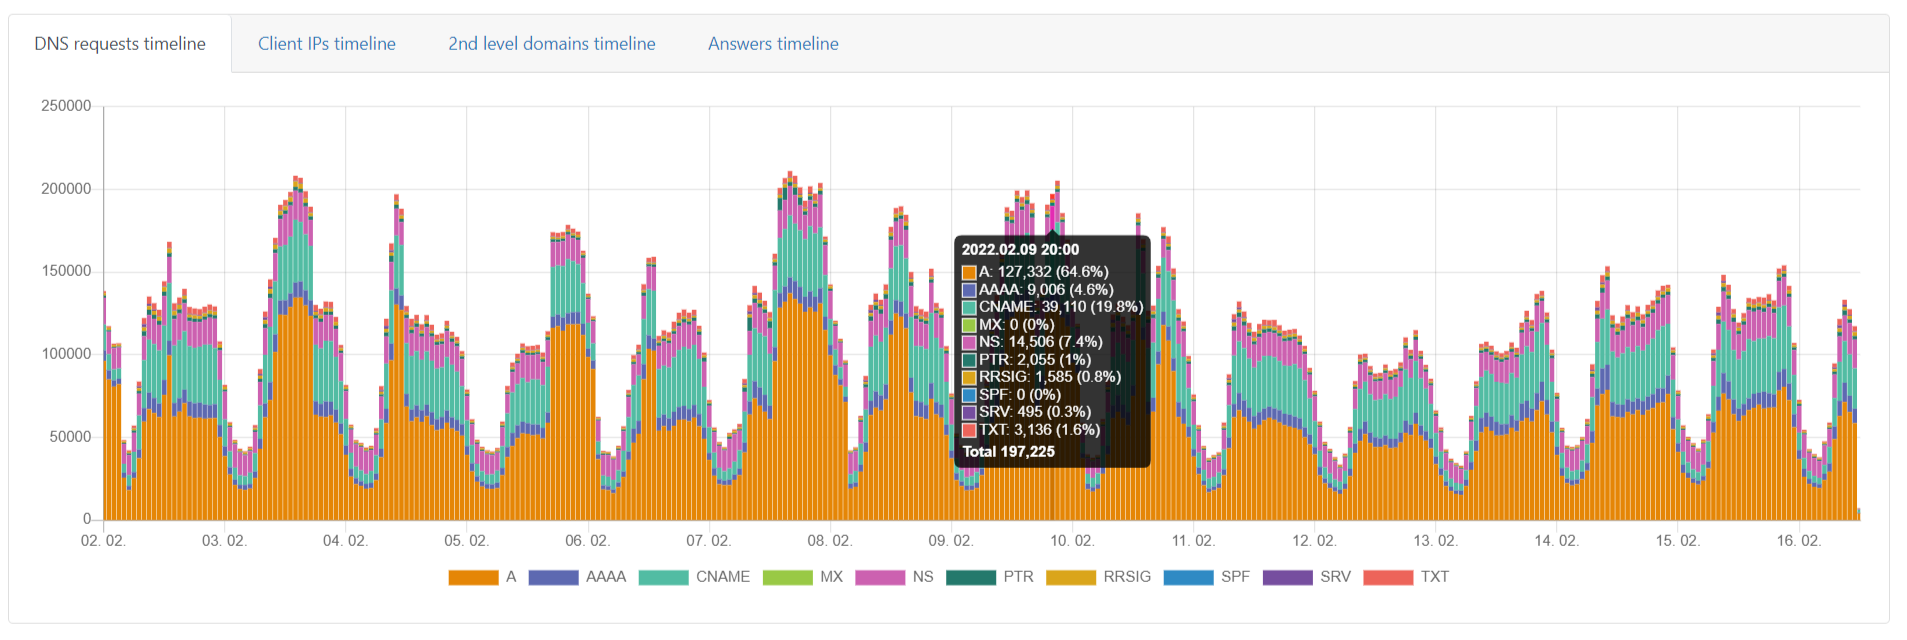 DNS requests timeline Client IPs timeline 2nd level domains timeline Answers timeline
250000
200000
150000
100000
50000
0
2022.02.09 20:00
A: 127,332 (64.6%)
AAAA: 9,006 (4.6%)
CNAME: 39,110 (19.8%)
MX: 0 (0%)
NS: 14,506 (7.4%)
PTR: 2,055 (1%)
RRSIG: 1,585 (0.8%)
SPF: 0 (0%)
SRV: 495 (0.3%)
TXT: 3,136 (1.6%)
Total 197,225
02. 02. 03. 02. 04. 02. 05. 02. 06. 02. 07. 02. 08. 02. 09. 02. 10. 02. 11. 02. 12. 02. 13. 02. 14. 02. 15. 02. 16. 02.
A AAAA CNAME MX NS PTR RRSIG SPF SRV TXT